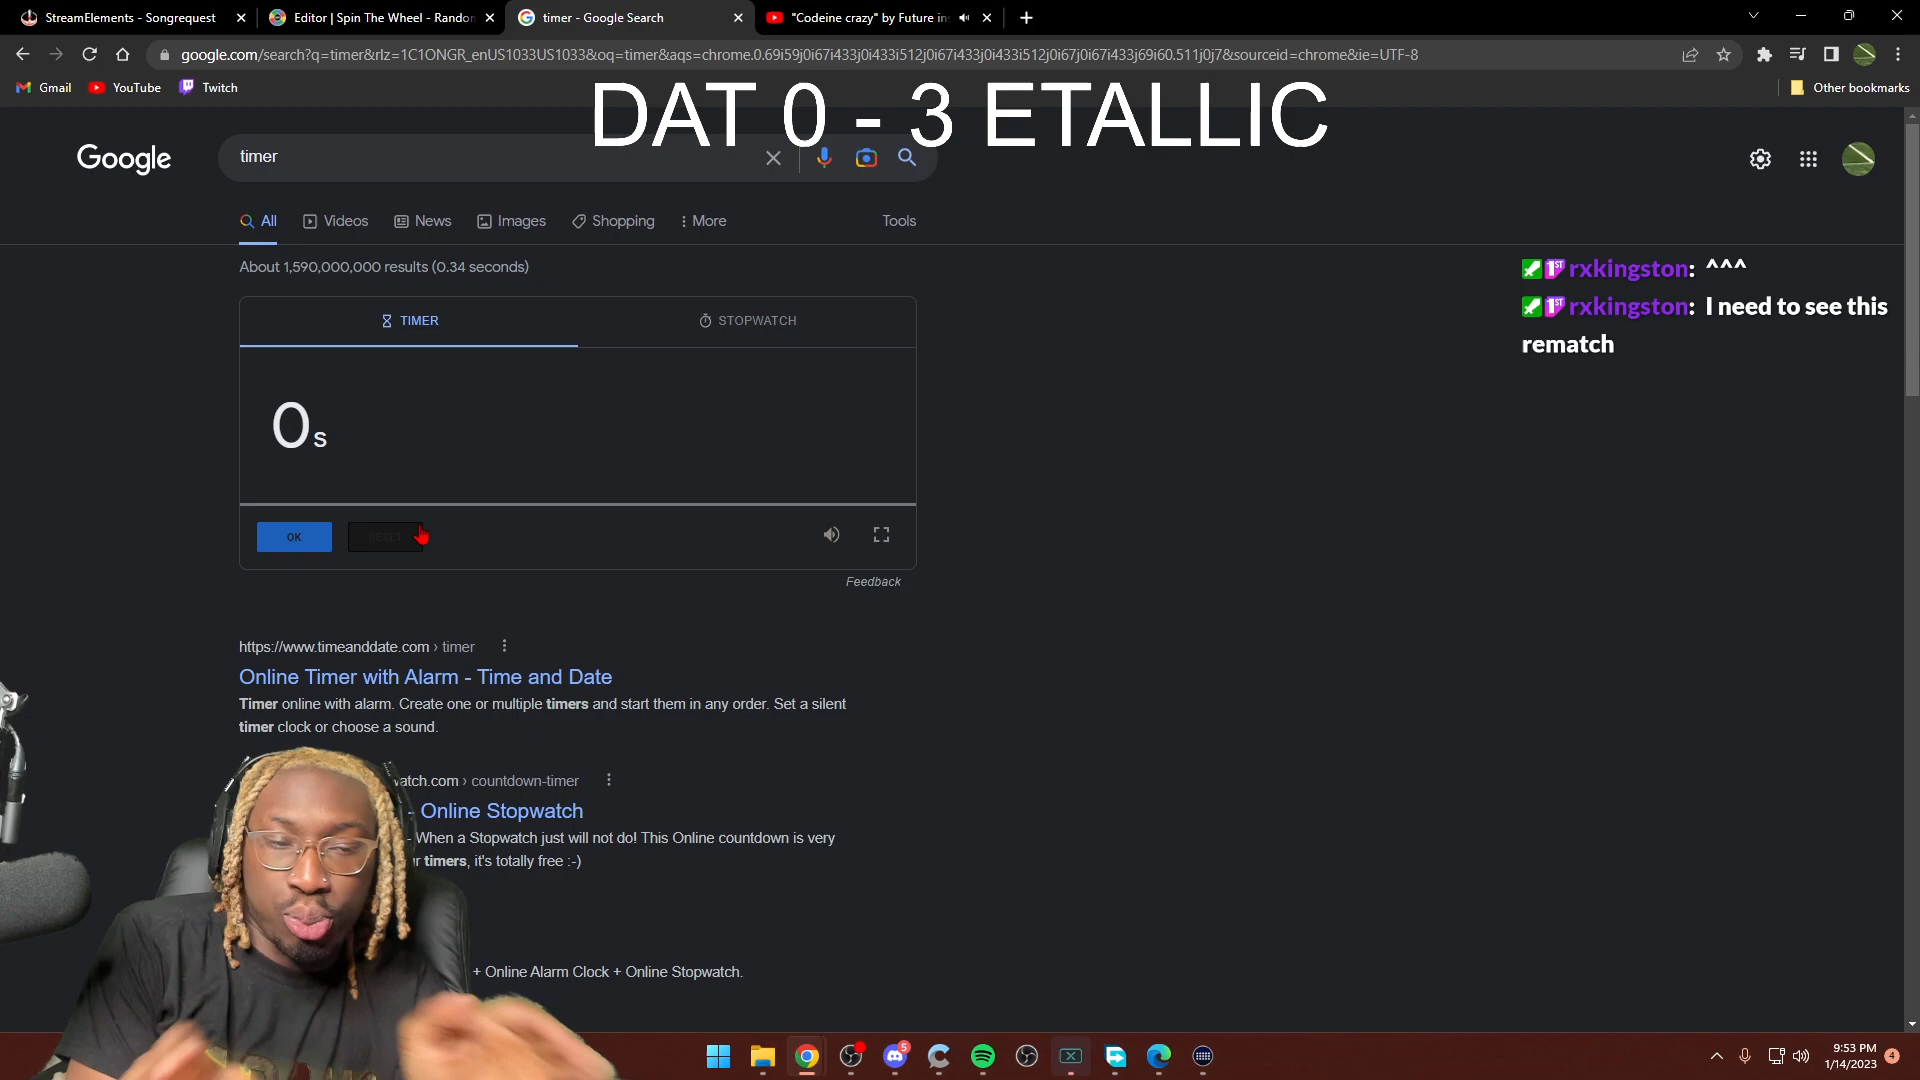 StreamElements - Songrequest
Editor | Spin The Wheel - Randon
timer - Google Search
"Codeine crazy" by Future in
google.com/search?q=timer&rlz=1C1ONGR_enUS1033US1033&oq=timer&aqs=chrome.0.69i59j0i67i433j0i433i512j0i67i433j0i433i512j0i67j0i67i433j69i60.511j0j7&sourceid=chrome&ie=UTF-8
Gmail
YouTube
Twitch
Other bookmarks
DAT 0 - 3 ETALLIC
Google
timer
All
Videos
News
Images
Shopping
More
Tools
About 1,590,000,000 results (0.34 seconds)
rxkingston: ^^^
rxkingston: I need to see this
rematch
TIMER
STOPWATCH
0s
OK
RESET
Feedback
https://www.timeanddate.com › timer
Online Timer with Alarm - Time and Date
Timer online with alarm. Create one or multiple timers and start them in any order. Set a silent
timer clock or choose a sound.
atch.com › countdown-timer
- Online Stopwatch
- When a Stopwatch just will not do! This Online countdown is very
r timers, it's totally free :-)
+ Online Alarm Clock + Online Stopwatch.
5
9:53 PM
1/14/2023
4